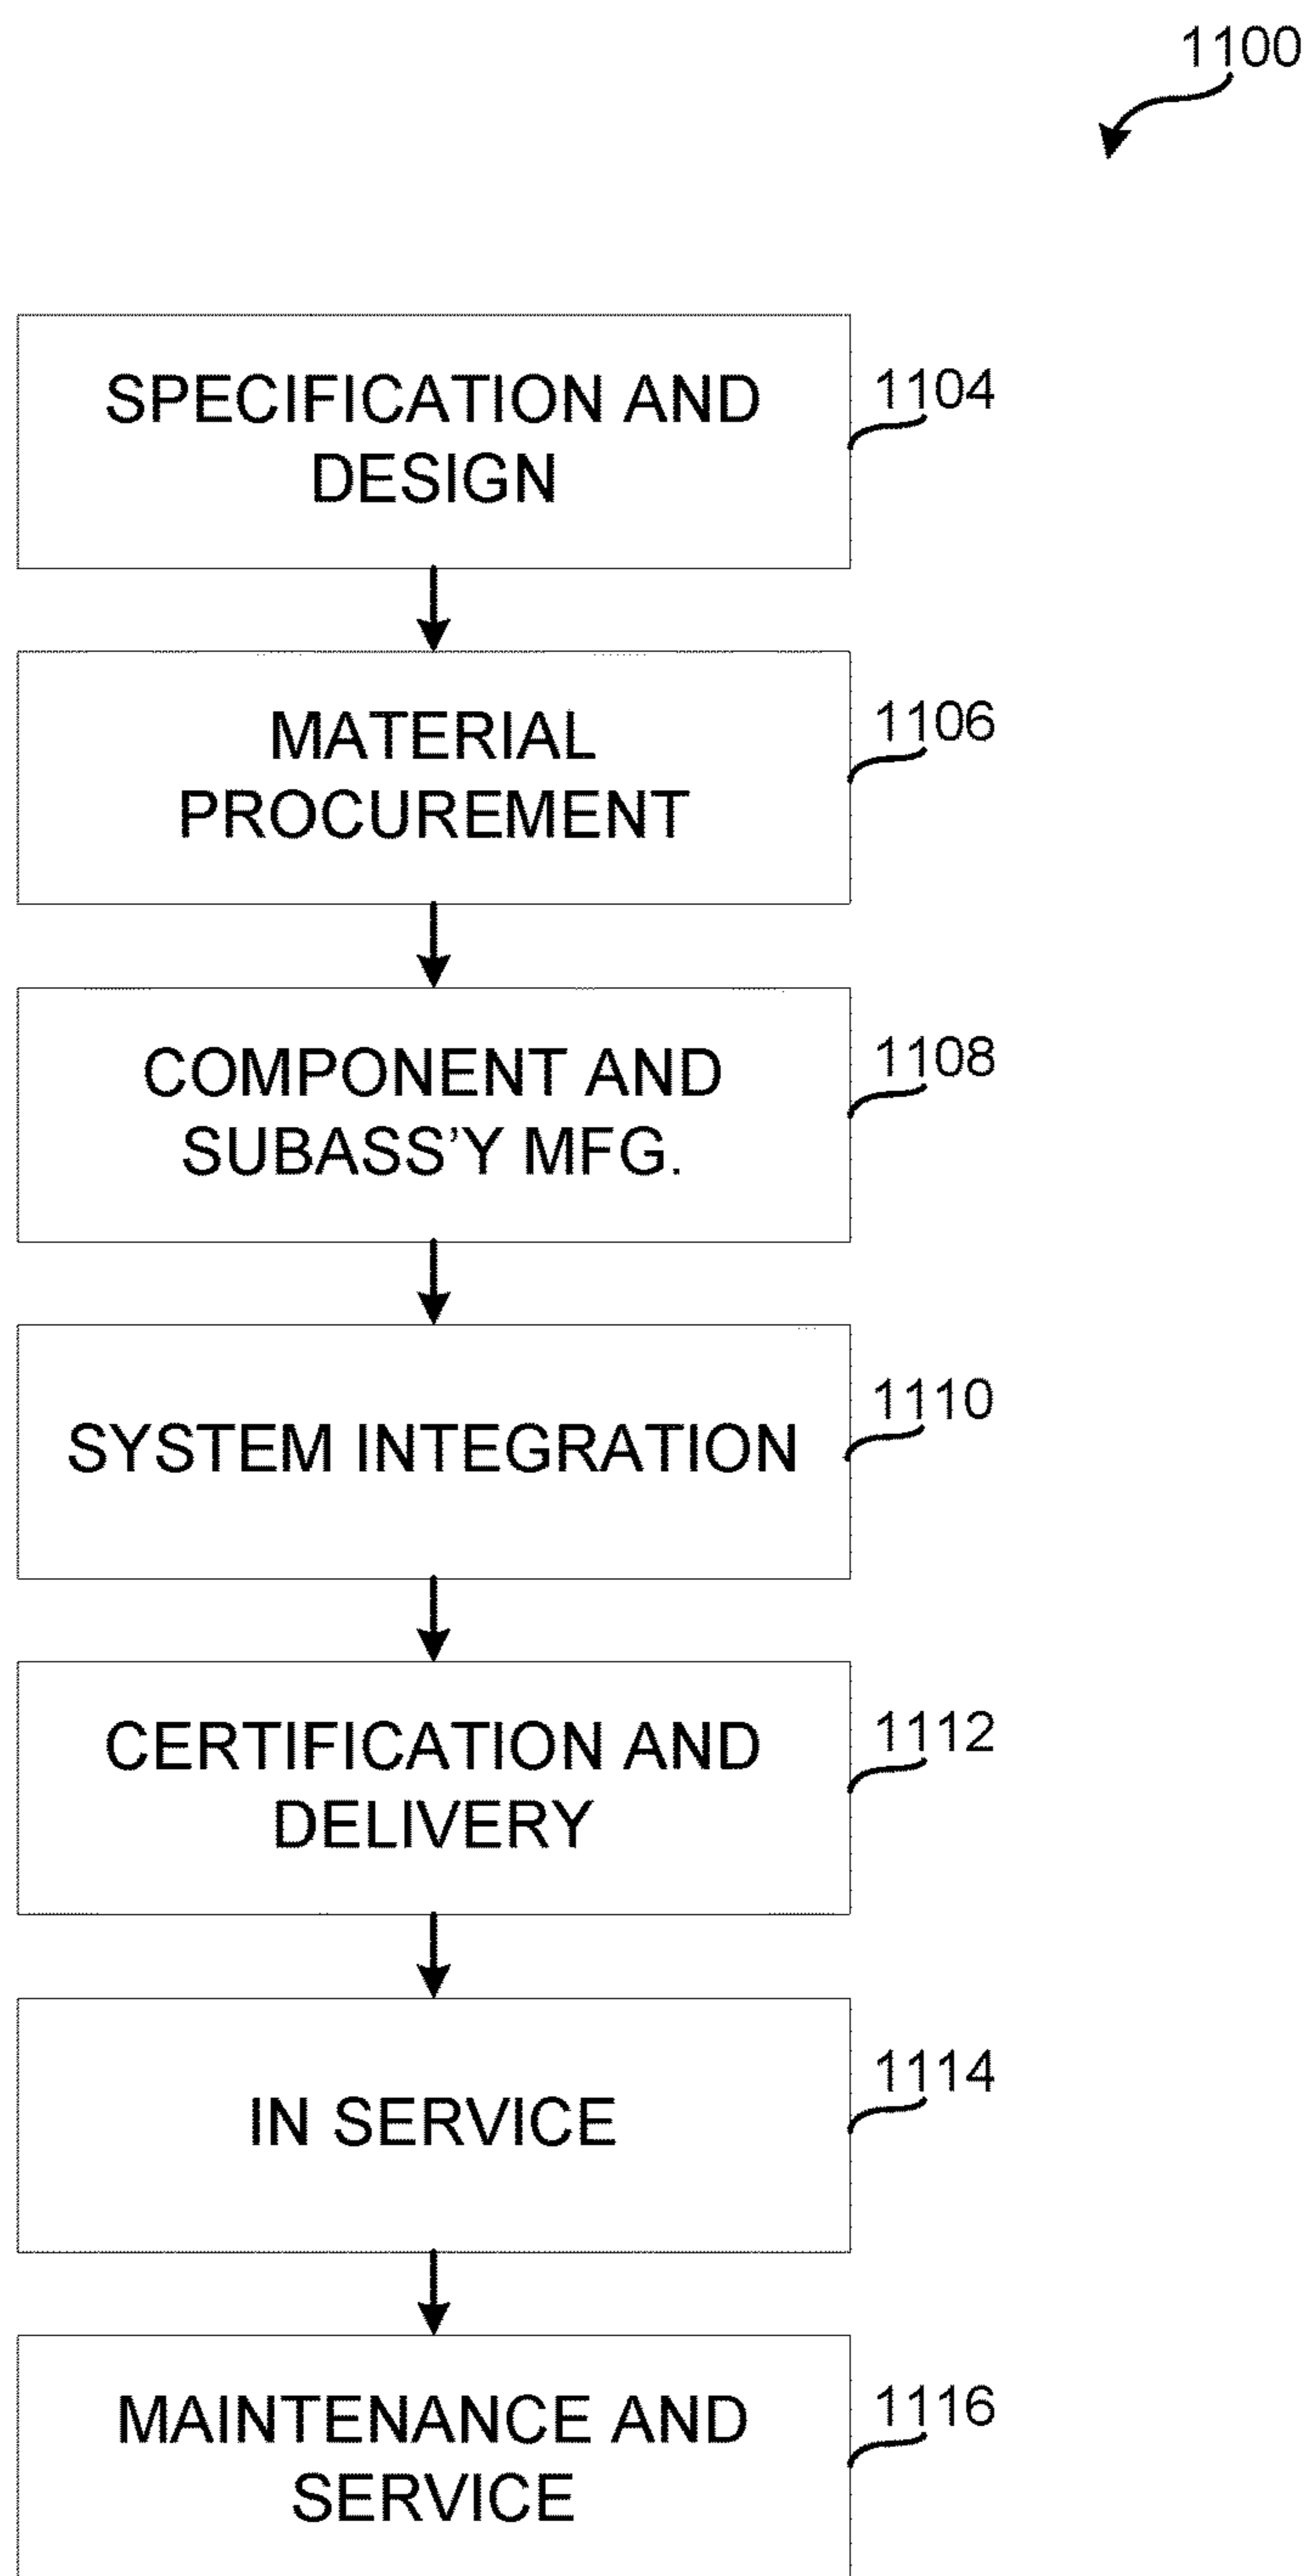 1100
SPECIFICATION AND
DESIGN
1104
MATERIAL
PROCUREMENT
1106
COMPONENT AND
SUBASS’Y MFG.
1108
SYSTEM INTEGRATION
1110
CERTIFICATION AND
DELIVERY
1112
IN SERVICE
1114
MAINTENANCE AND
SERVICE
1116